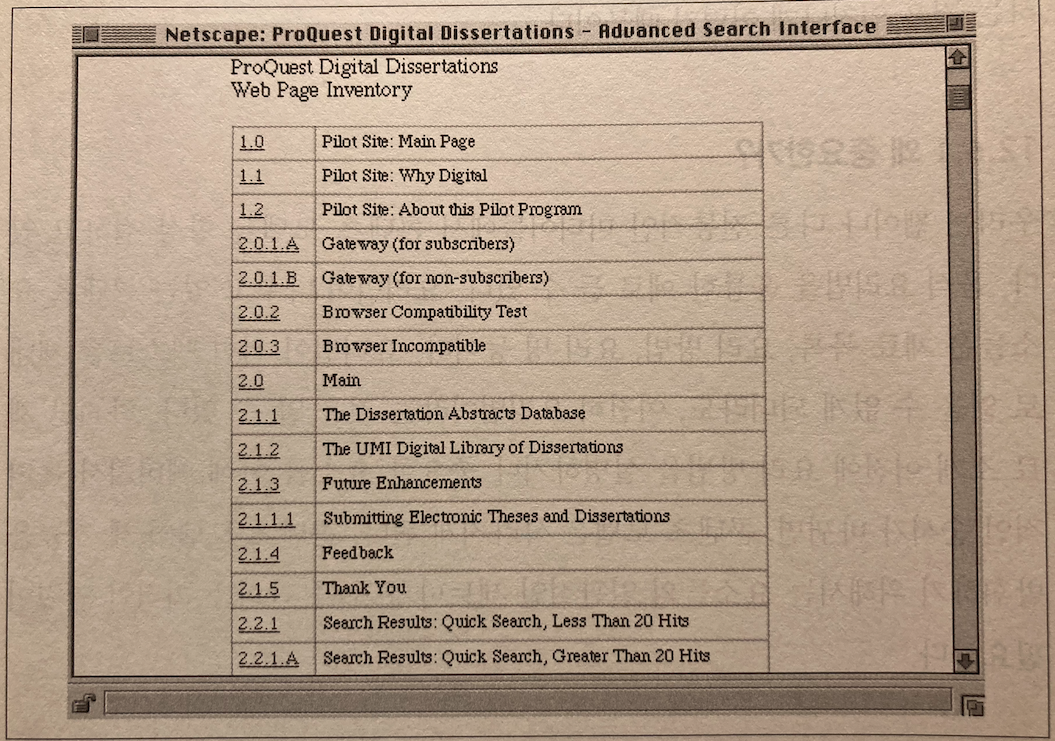 Netscape: ProQuest Digital Dissertations - Advanced Search Interface
ProQuest Digital Dissertations
Web Page Inventory
1.0 Pilot Site: Main Page
1.1 Pilot Site: Why Digital
1.2 Pilot Site: About this Pilot Program
2.0.1.A Gateway (for subscribers)
2.0.1.B Gateway (for non-subscribers)
2.0.2 Browser Compatibility Test
2.0.3 Browser Incompatible
2.0 Main
2.1.1 The Dissertation Abstracts Database
2.1.2 The UMI Digital Library of Dissertations
2.1.3 Future Enhancements
2.1.1.1 Submitting Electronic Theses and Dissertations
2.1.4 Feedback
2.1.5 Thank You
2.2.1 Search Results: Quick Search, Less Than 20 Hits
2.2.1.A Search Results: Quick Search, Greater Than 20 Hits